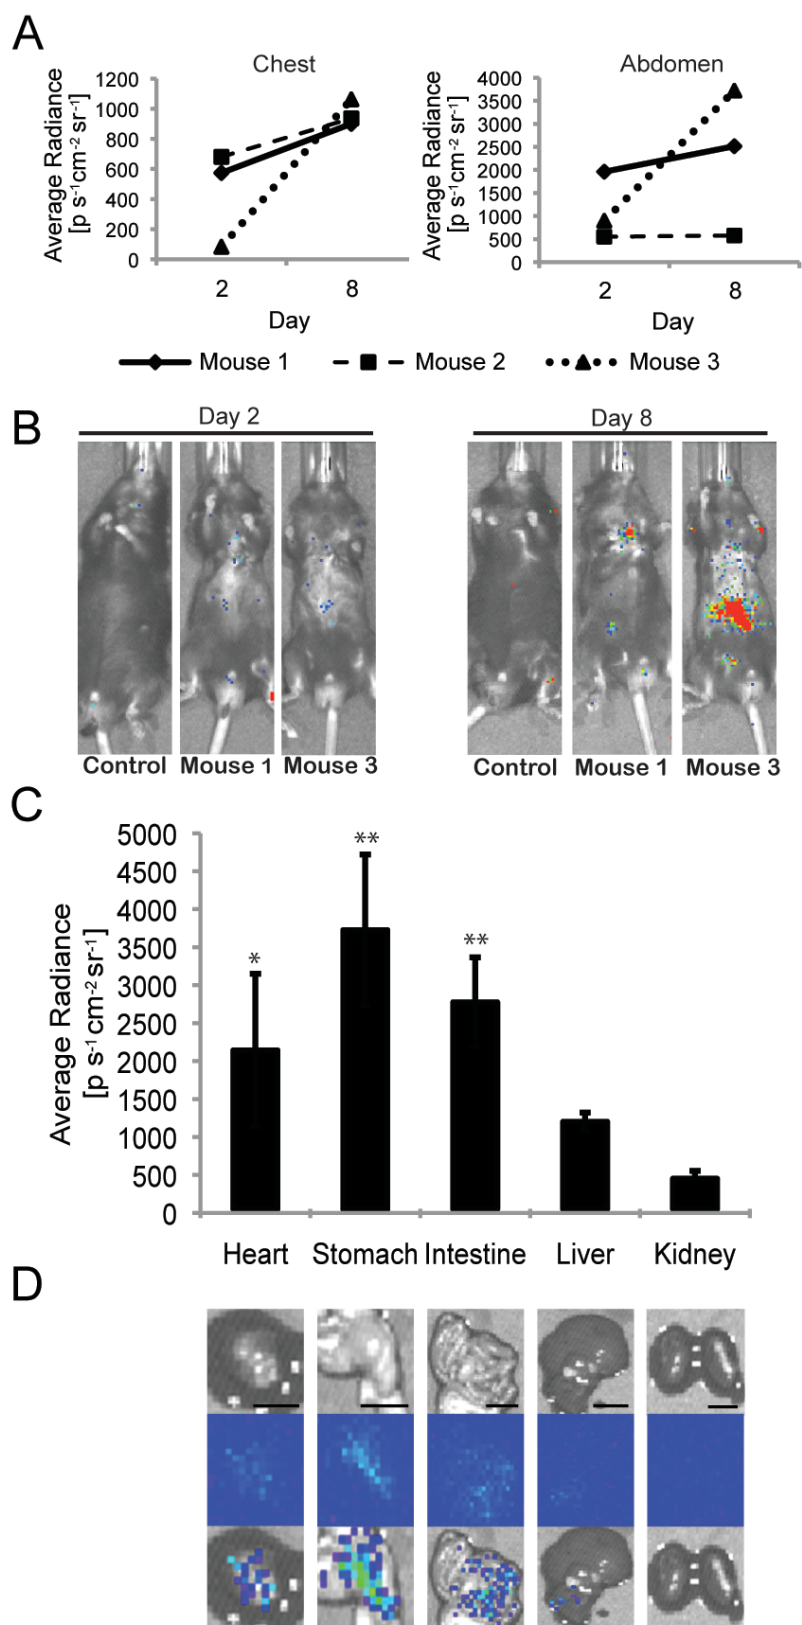 A
Chest
Abdomen
Average Radiance
[p s⁻¹cm⁻² sr⁻¹]
1200
1000
800
600
400
200
0
2
8
Day
Average Radiance
[p s⁻¹cm⁻² sr⁻¹]
4000
3500
3000
2500
2000
1500
1000
500
0
2
8
Day
Mouse 1
Mouse 2
Mouse 3
B
Day 2
Day 8
Control
Mouse 1
Mouse 3
Control
Mouse 1
Mouse 3
C
Average Radiance
[p s⁻¹ cm⁻² sr⁻¹]
5000
4500
4000
3500
3000
2500
2000
1500
1000
500
0
*
**
**
Heart
Stomach
Intestine
Liver
Kidney
D